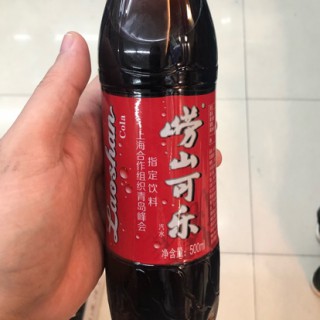 Laoshan
Cola
上海合作组织青岛峰会
指定饮料
崂山可乐
汽水
净含量：500ml